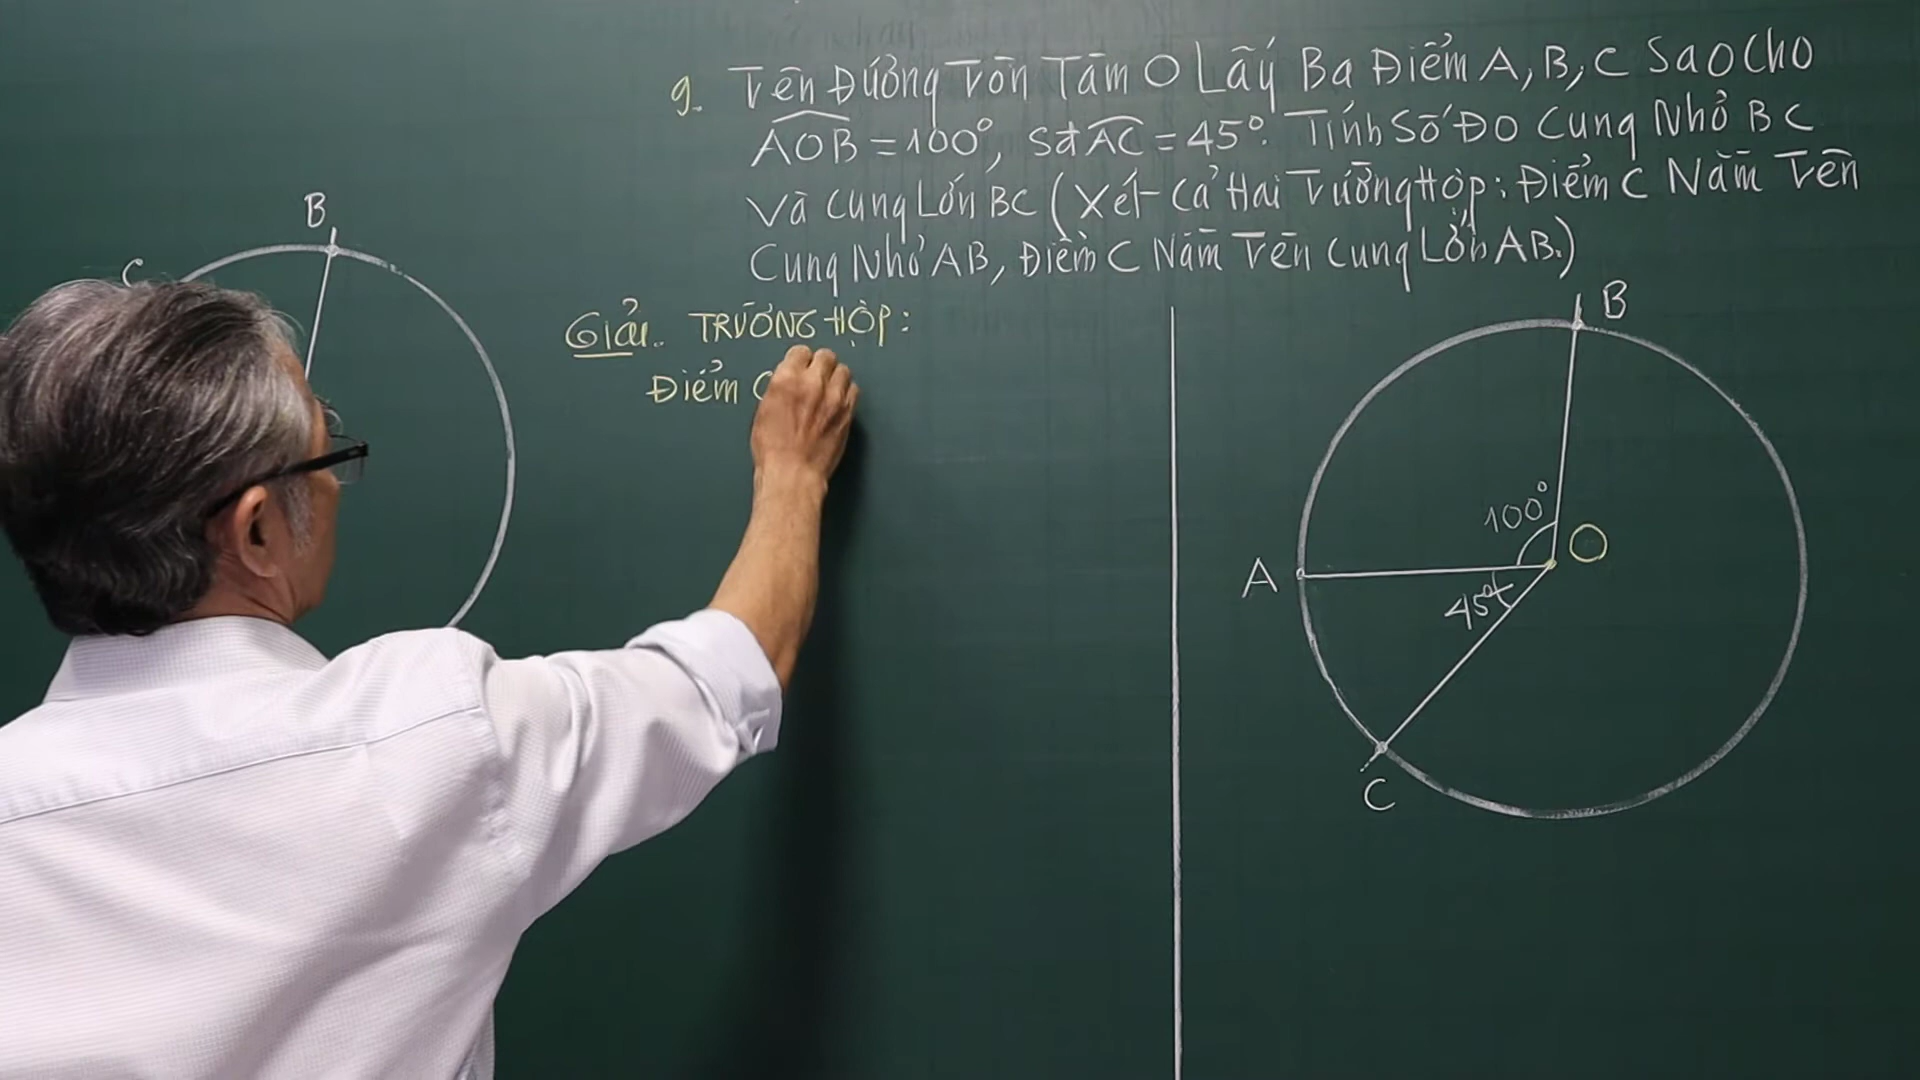 9. Trên Đường Tròn Tâm O Lấy Ba Điểm A, B, C Sao Cho
AOB = 100°, Sđ AC = 45°. Tính Số Đo Cung Nhỏ BC
Và Cung Lớn BC (Xét Cả Hai Trường Hợp: Điểm C Nằm Trên
Cung Nhỏ AB, Điểm C Nằm Trên Cung Lớn AB.)
Giải.. TRƯỜNG HỢP:
Điểm C
B
C
B
100°
O
A
45°
C